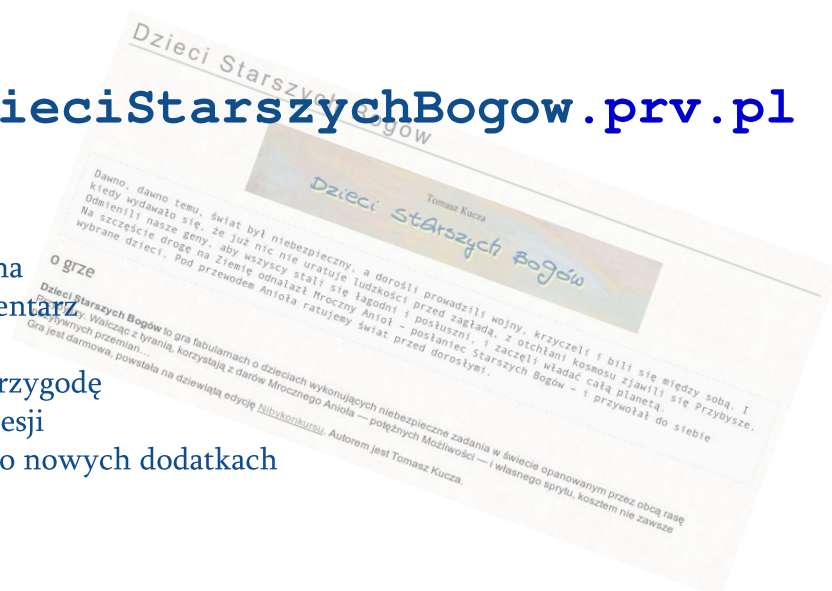 Dzieci Starszych Bogów
ieciStarszychBogow.prv.pl
Tomasz Kucza
Dzieci Starszych Bogów
Dawno, dawno temu, świat był niebezpieczny, a dorośli prowadzili wojny, krzyczeli i bili się między sobą. I
kiedy wydawało się, że już nic nie uratuje ludzkości przed zagładą, z otchłani kosmosu zjawili się Przybysze.
Odmienili nasze geny, aby wszyscy stali się łagodni i posłuszni, i zaczęli władać całą planetą.
Na szczęście drogę na Ziemię odnalazł Mroczny Anioł – posłaniec Starszych Bogów – i przywołał do siebie
wybrane dzieci. Pod przewodem Anioła ratujemy świat przed dorosłymi.
o grze
Dzieci Starszych Bogów to gra fabularnach o dzieciach wykonujących niebezpieczne zadania w świecie opanowanym przez obcą rasę
Przybyszy. Walcząc z tyranią, korzystają z darów Mrocznego Anioła — potężnych Możliwości — i własnego sprytu, kosztem nie zawsze
pozytywnych przemian...
Gra jest darmowa, powstała na dziewiątą edycję Nibykonkursu. Autorem jest Tomasz Kucza.
na
entarz
rzygodę
esji
o nowych dodatkach